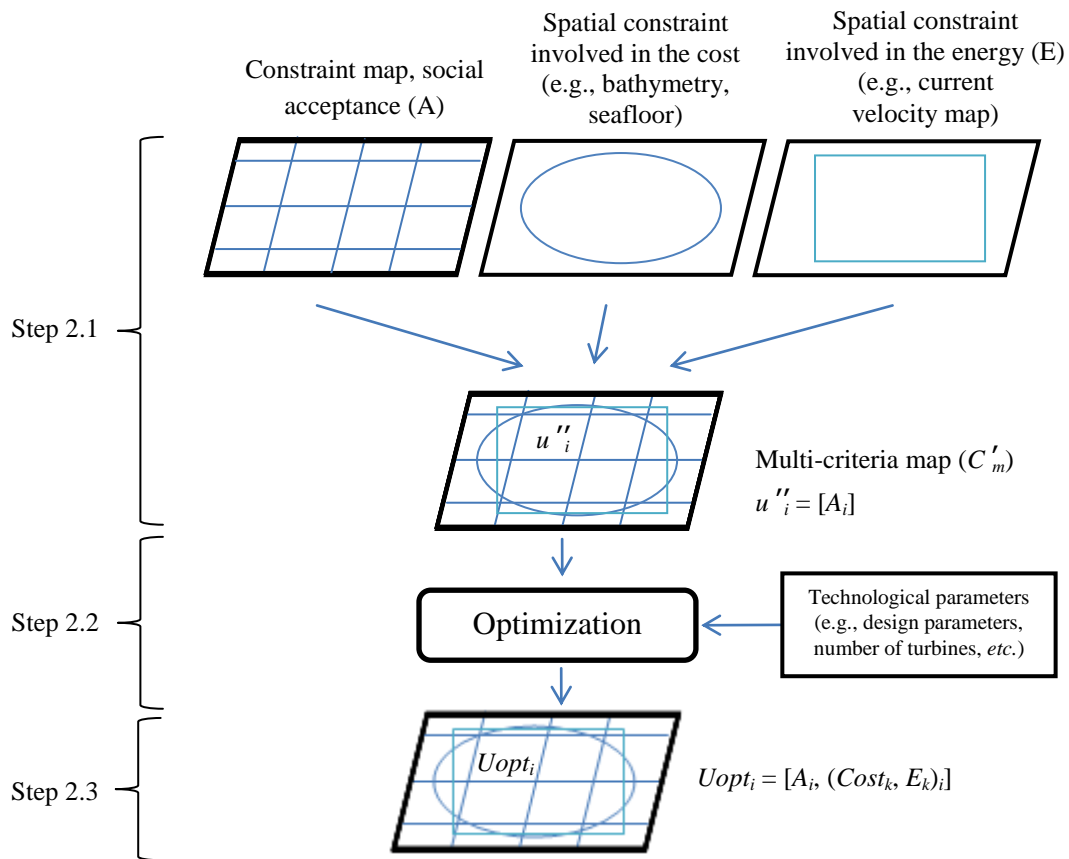 Constraint map, social
acceptance (A)
Spatial constraint
involved in the cost
(e.g., bathymetry,
seafloor)
Spatial constraint
involved in the energy (E)
(e.g., current
velocity map)
Step 2.1
u″i
Multi-criteria map (C′m)
u″i = [Ai]
Step 2.2
Optimization
Technological parameters
(e.g., design parameters,
number of turbines, etc.)
Step 2.3
Uopti
Uopti = [Ai, (Costk, Ek)i]